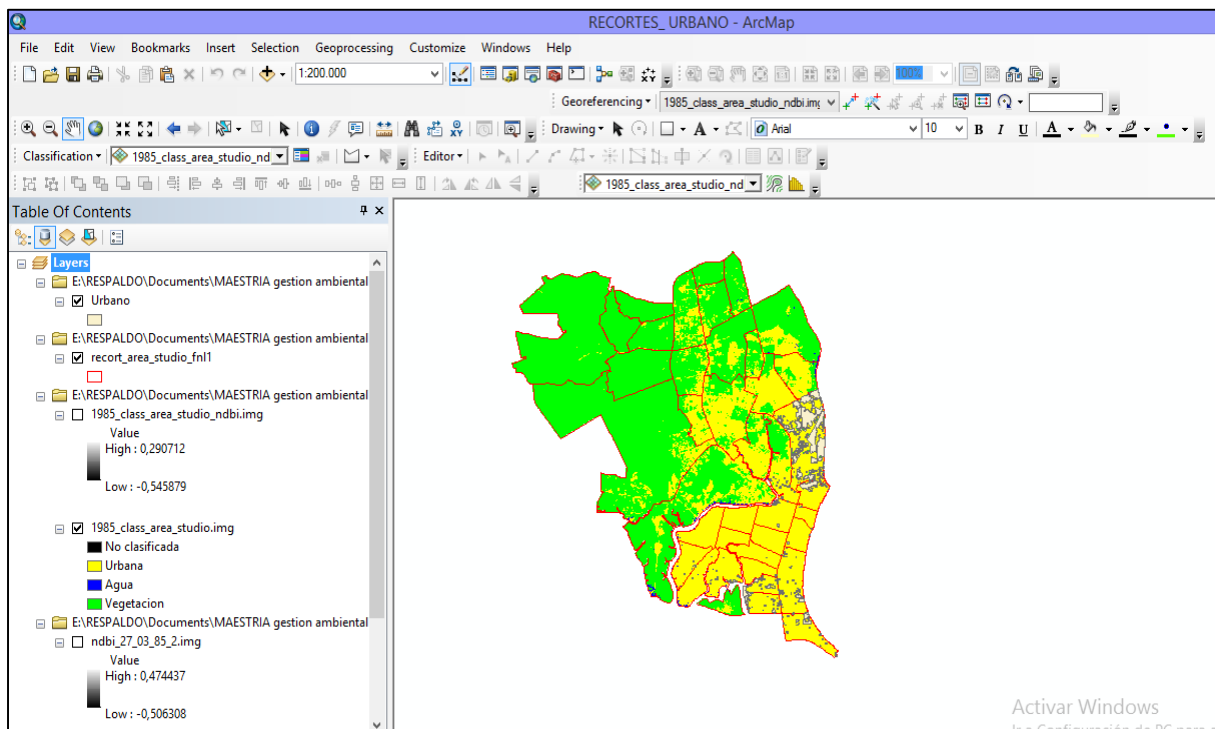 RECORTES_ URBANO - ArcMap
File Edit View Bookmarks Insert Selection Geoprocessing Customize Windows Help
1:200.000
100%
Georeferencing 1985_class_area_studio_ndbi.img
Drawing A Arial 10 B I U A
Classification 1985_class_area_studio_nd Editor
1985_class_area_studio_nd
Table Of Contents
Layers
E:\RESPALDO\Documents\MAESTRIA gestion ambiental
Urbano
E:\RESPALDO\Documents\MAESTRIA gestion ambiental
recort_area_studio_fnl1
E:\RESPALDO\Documents\MAESTRIA gestion ambiental
1985_class_area_studio_ndbi.img
Value
High : 0,290712
Low : -0,545879
1985_class_area_studio.img
No clasificada
Urbana
Agua
Vegetacion
E:\RESPALDO\Documents\MAESTRIA gestion ambiental
ndbi_27_03_85_2.img
Value
High : 0,474437
Low : -0,506308
Activar Windows